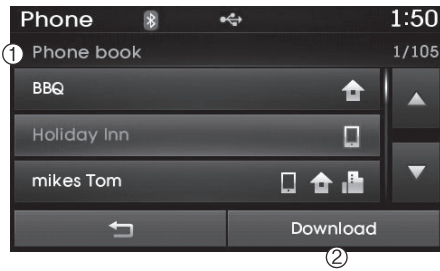 Phone 1:50
① Phone book 1/105
BBQ
Holiday Inn
mikes Tom
Download
②